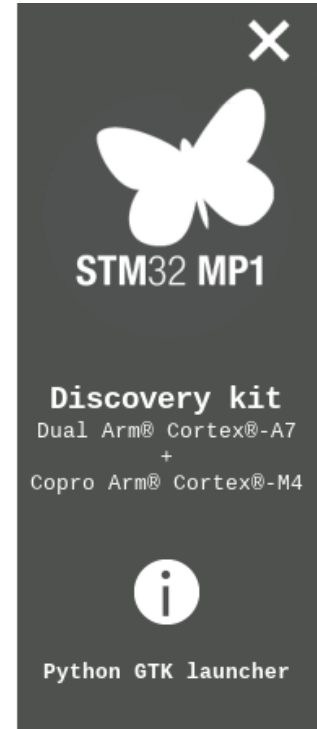 STM32 MP1
Discovery kit
Dual Arm® Cortex®-A7
+
Copro Arm® Cortex®-M4
Python GTK launcher